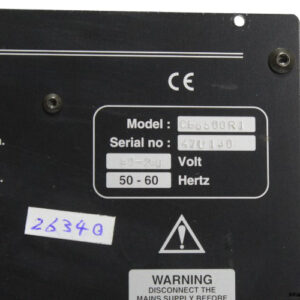 CE
n.
Model :
Serial no :
Volt
50 - 60 Hertz
26340
WARNING
DISCONNECT THE
MAINS SUPPLY BEFORE